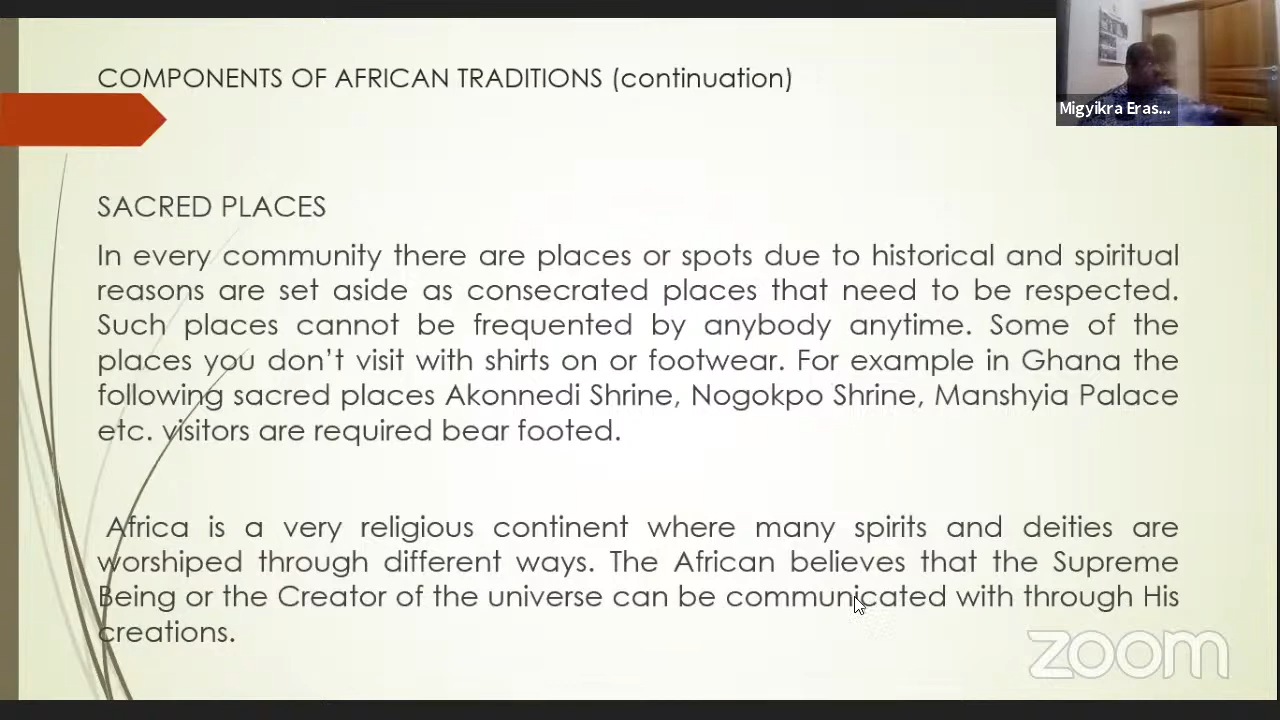 COMPONENTS OF AFRICAN TRADITIONS (continuation)
Migyikra Eras...
SACRED PLACES
In every community there are places or spots due to historical and spiritual
reasons are set aside as consecrated places that need to be respected.
Such places cannot be frequented by anybody anytime. Some of the
places you don’t visit with shirts on or footwear. For example in Ghana the
following sacred places Akonnedi Shrine, Nogokpo Shrine, Manshyia Palace
etc. visitors are required bear footed.
Africa is a very religious continent where many spirits and deities are
worshiped through different ways. The African believes that the Supreme
Being or the Creator of the universe can be communicated with through His
creations.
zoom